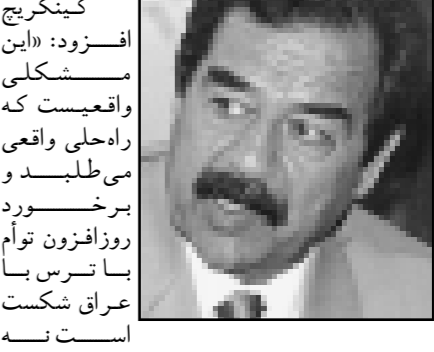 گینگریچ
افزود: «این
مشکلی
واقعیست که
راه‌حلی واقعی
می‌طلبد و
برخورد
روزافزون توأم
با ترس با
عراق شکست
است نه